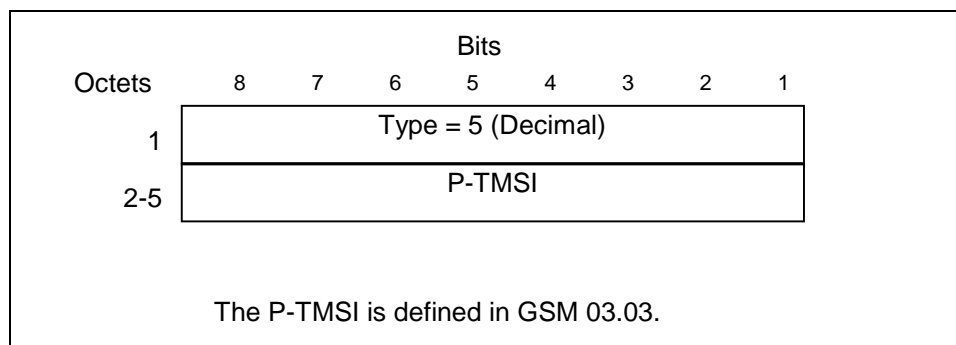 Bits
Octets 8 7 6 5 4 3 2 1
1 Type = 5 (Decimal)
2-5 P-TMSI
The P-TMSI is defined in GSM 03.03.